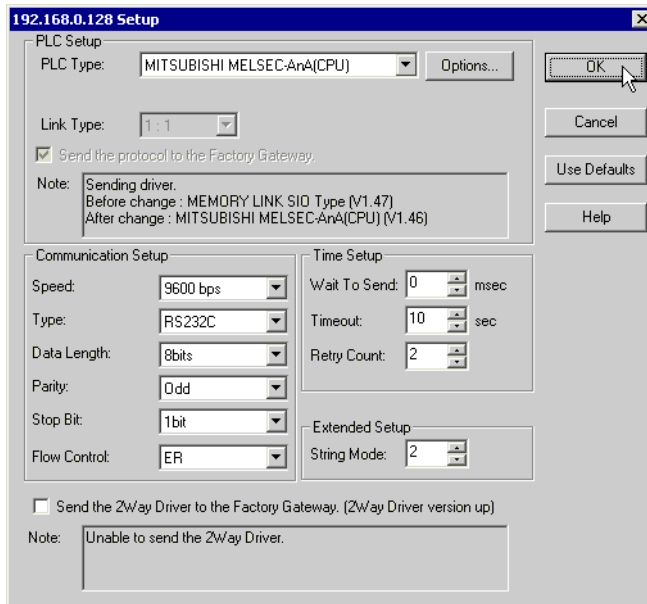 192.168.0.128 Setup
PLC Setup
PLC Type: MITSUBISHI MELSEC-AnA(CPU) Options... OK
Link Type: 1 : 1 Cancel
Send the protocol to the Factory Gateway.
Use Defaults
Note: Sending driver.
Before change : MEMORY LINK SIO Type (V1.47)
After change : MITSUBISHI MELSEC-AnA(CPU) (V1.46)
Help
Communication Setup
Speed: 9600 bps
Type: RS232C
Data Length: 8bits
Parity: Odd
Stop Bit: 1bit
Flow Control: ER
Time Setup
Wait To Send: 0 msec
Timeout: 10 sec
Retry Count: 2
Extended Setup
String Mode: 2
Send the 2Way Driver to the Factory Gateway. (2Way Driver version up)
Note: Unable to send the 2Way Driver.